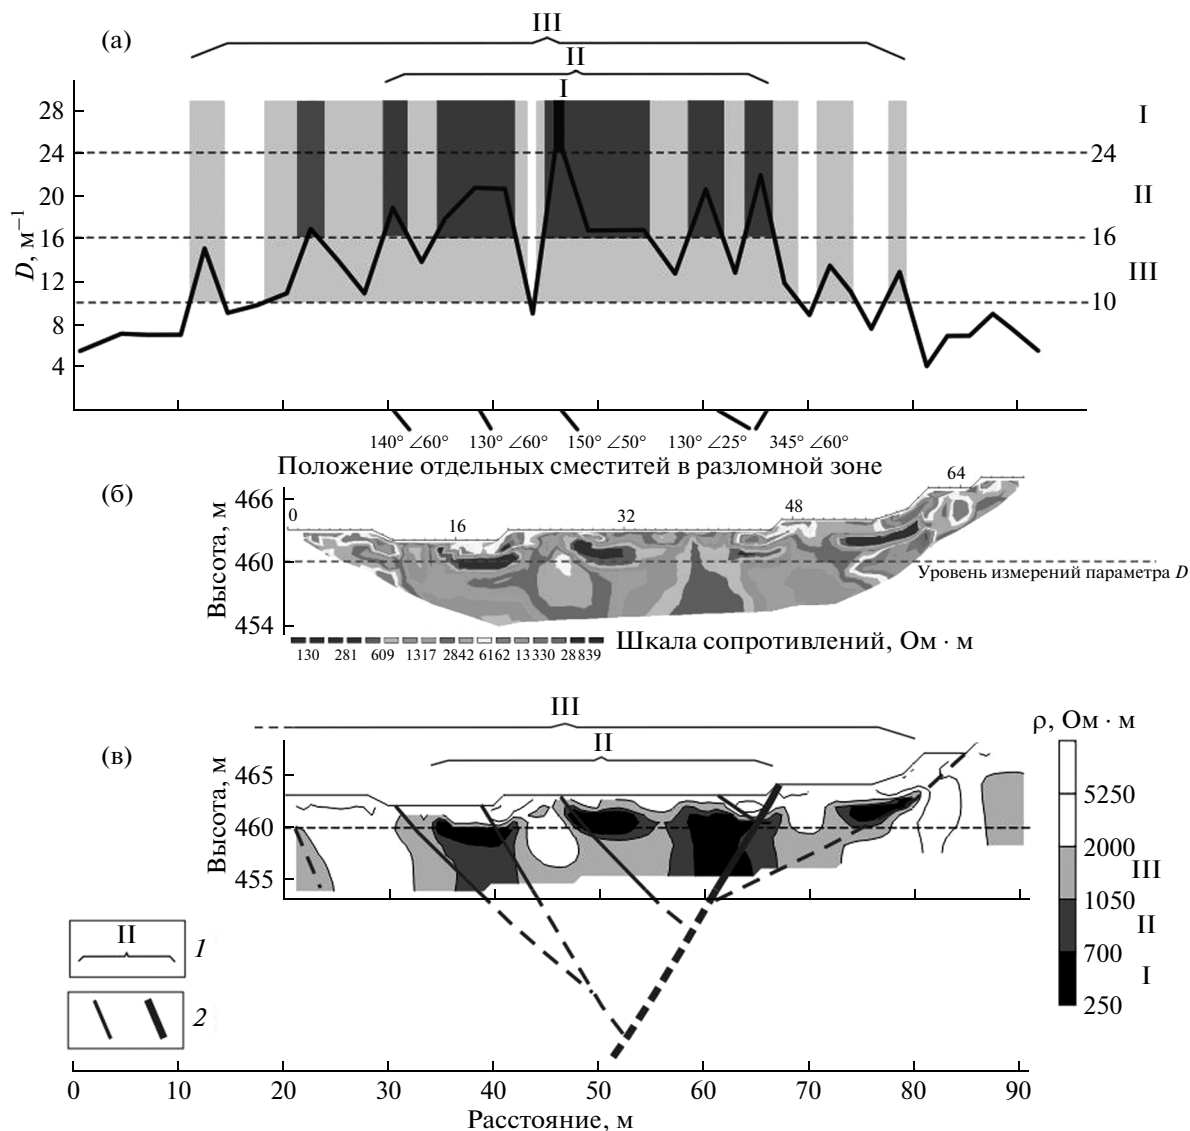 (а)
III
II
I
28
24
20
16
12
8
4
D, м⁻¹
I
24
II
16
III
10
140° ∠60° 130° ∠60° 150° ∠50° 130° ∠25° 345° ∠60°
Положение отдельных сместитей в разломной зоне
(б)
Высота, м
466
460
454
0 16 32 48 64
Уровень измерений параметра D
130 281 609 1317 2842 6162 13330 28839
Шкала сопротивлений, Ом · м
(в)
III
II
Высота, м
465
460
455
ρ, Ом · м
5250
2000
III
1050
II
700
I
250
II 1
2
0 10 20 30 40 50 60 70 80 90
Расстояние, м